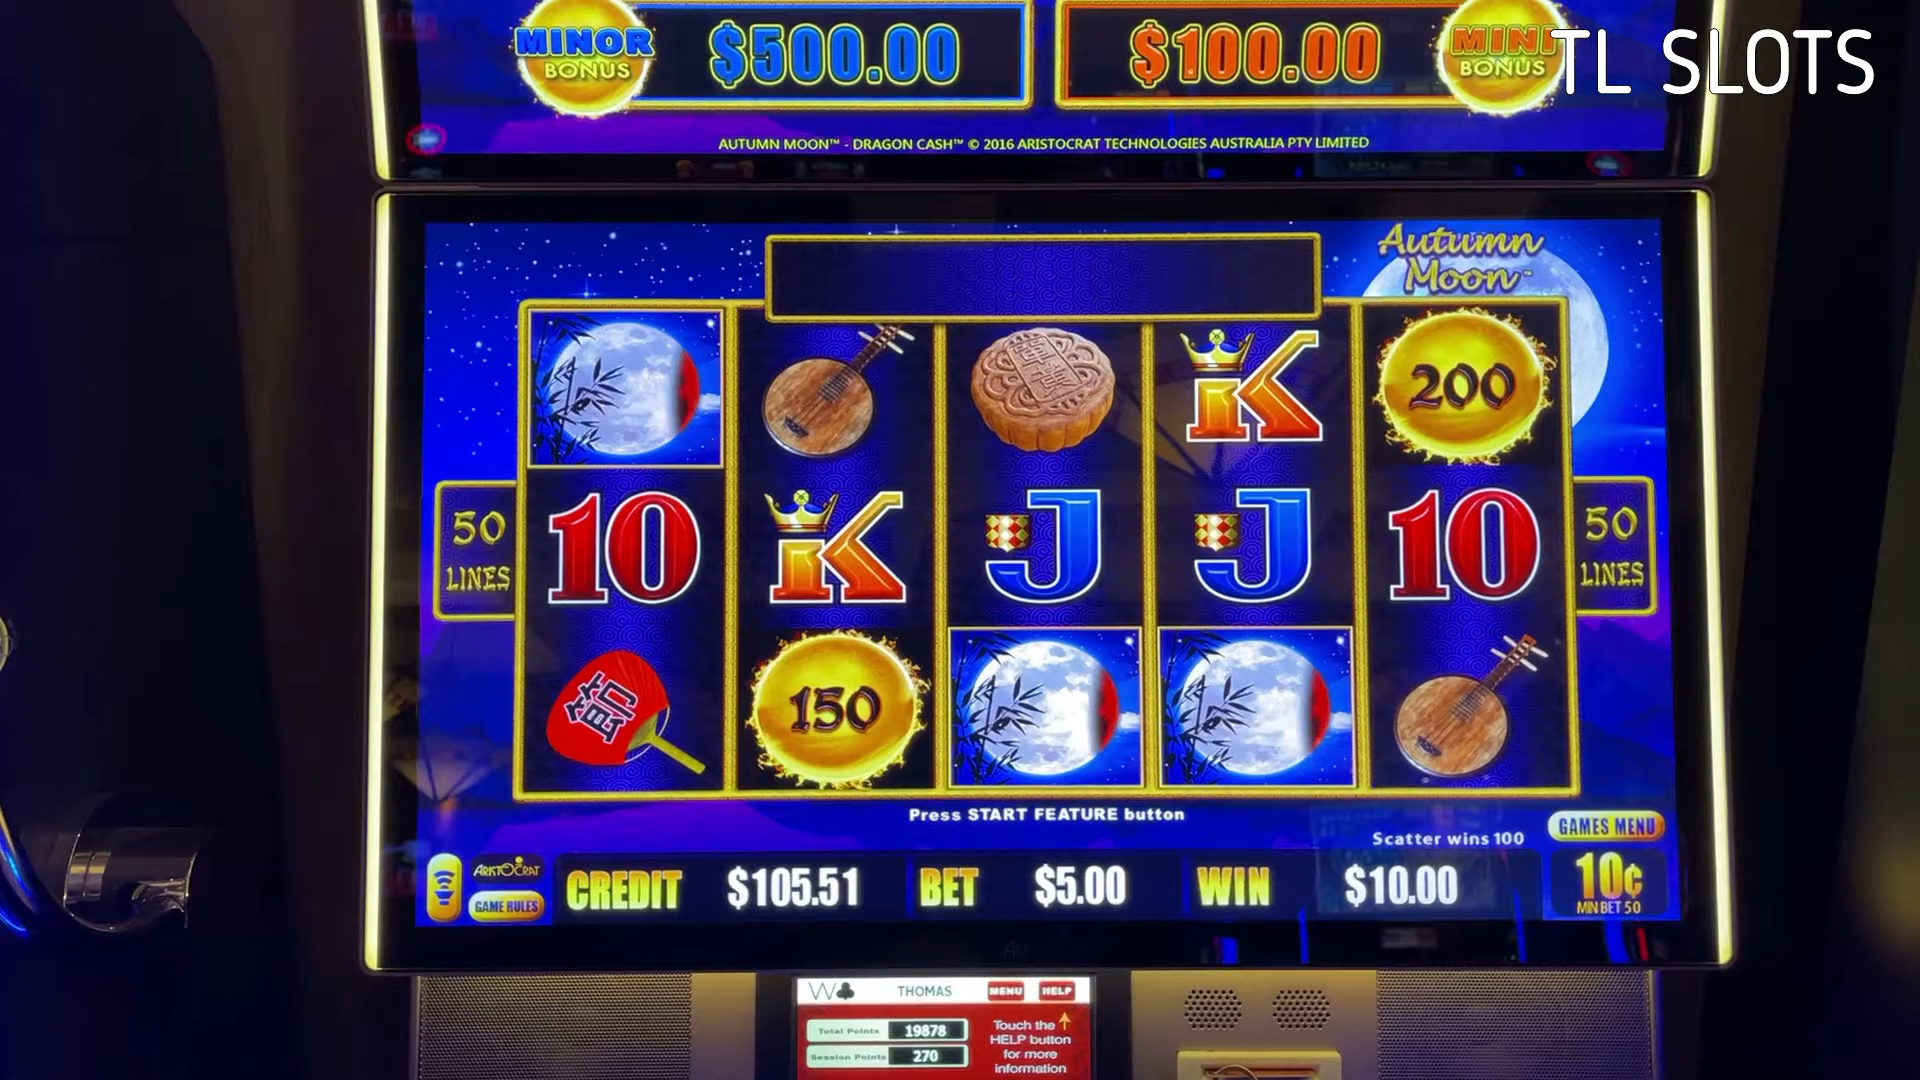 MINOR
BONUS
$500.00
$100.00
MINI
BONUS
TL SLOTS
AUTUMN MOON™ - DRAGON CASH™ © 2016 ARISTOCRAT TECHNOLOGIES AUSTRALIA PTY LIMITED
Autumn
Moon™
K
200
50
LINES
10
K
J
J
10
50
LINES
150
Press START FEATURE button
Scatter wins 100
GAMES MENU
ARISTOCRAT
GAME RULES
CREDIT $105.51 BET $5.00 WIN $10.00
10¢
MIN BET 50
W♣ THOMAS MENU HELP
Total Points 19878
Session Points 270
Touch the
HELP button
for more
information